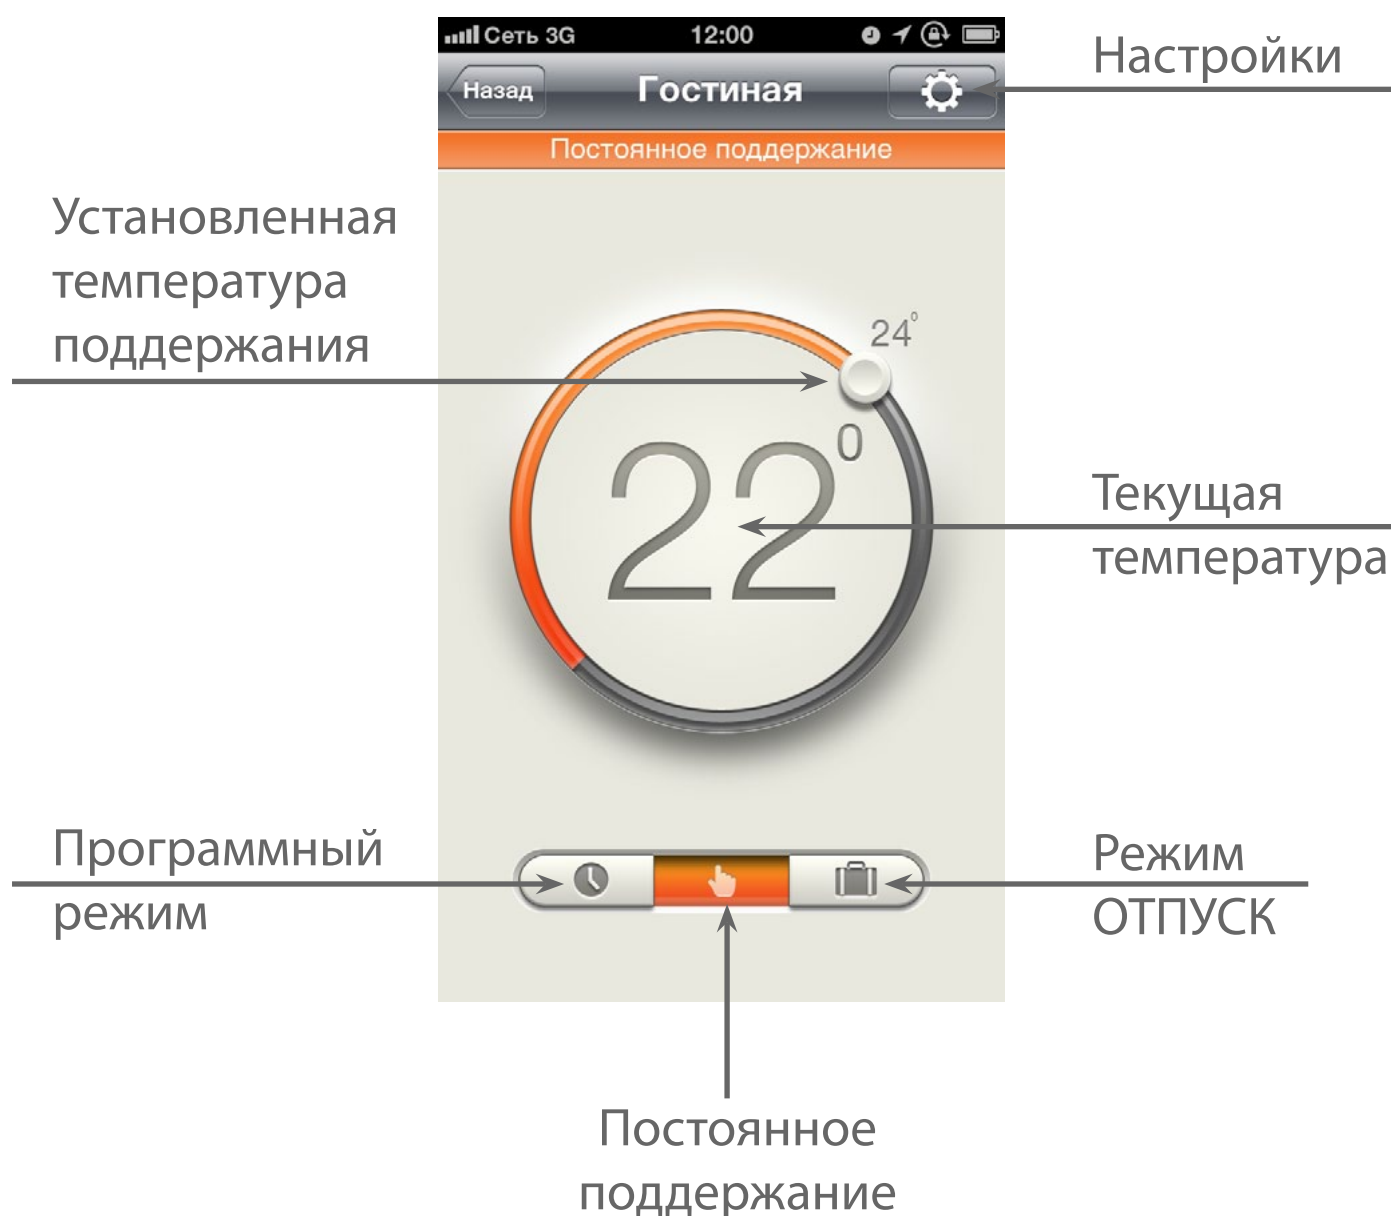 Сеть 3G 12:00
Настройки
Назад Гостиная
Постоянное поддержание
Установленная
температура
поддержания
24°
22°
Текущая
температура
Программный
режим
Режим
ОТПУСК
Постоянное
поддержание